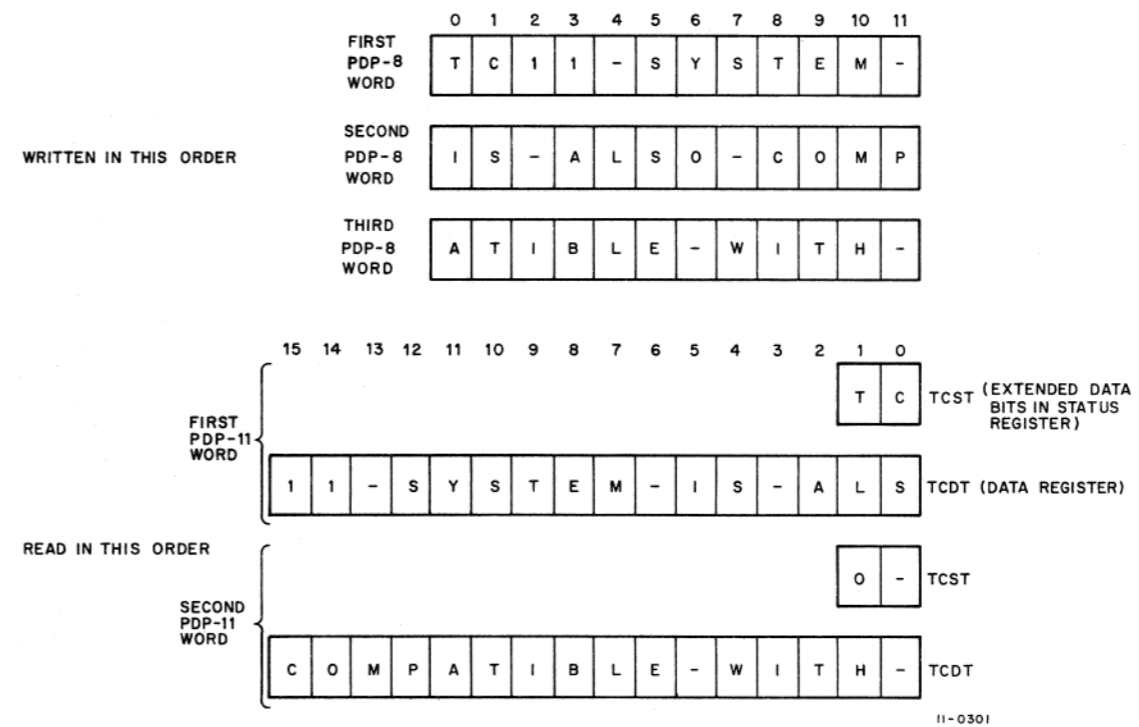 0 1 2 3 4 5 6 7 8 9 10 11
FIRST
PDP-8
WORD
T C 1 1 - S Y S T E M -
WRITTEN IN THIS ORDER
SECOND
PDP-8
WORD
I S - A L S O - C O M P
THIRD
PDP-8
WORD
A T I B L E - W I T H -
15 14 13 12 11 10 9 8 7 6 5 4 3 2 1 0
FIRST
PDP-11
WORD
T C
TCST (EXTENDED DATA
BITS IN STATUS
REGISTER)
1 1 - S Y S T E M - I S - A L S
TCDT (DATA REGISTER)
READ IN THIS ORDER
SECOND
PDP-11
WORD
O -
TCST
C O M P A T I B L E - W I T H -
TCDT
11-0301